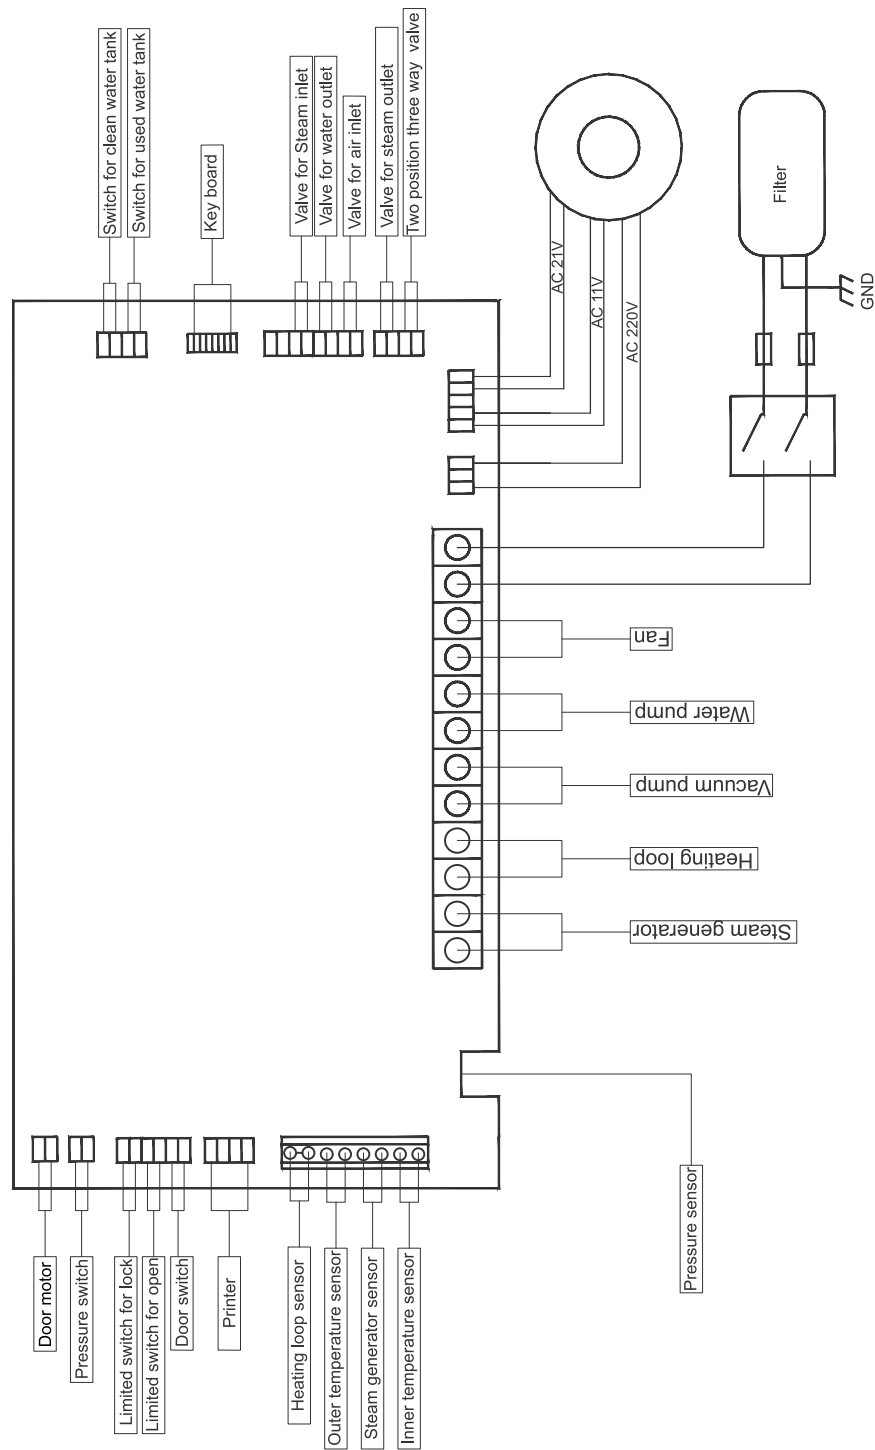 Switch for clean water tank
Switch for used water tank
Key board
Valve for Steam inlet
Valve for water outlet
Valve for air inlet
Valve for steam outlet
Two position three way valve
AC 21V
AC 11V
AC 220V
Filter
GND
Fan
Water pump
Vacuum pump
Heating loop
Steam generator
Door motor
Pressure switch
Limited switch for lock
Limited switch for open
Door switch
Printer
Heating loop sensor
Outer temperature sensor
Steam generator sensor
Inner temperature sensor
Pressure sensor